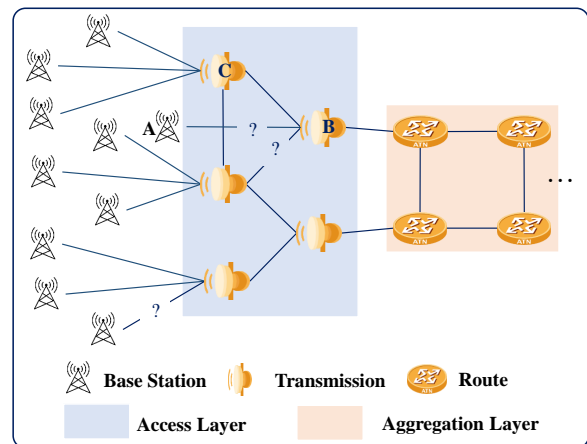 C
A
?
B
?
ATN
ATN
...
ATN
ATN
?
Base Station
Transmission
Route
Access Layer
Aggregation Layer